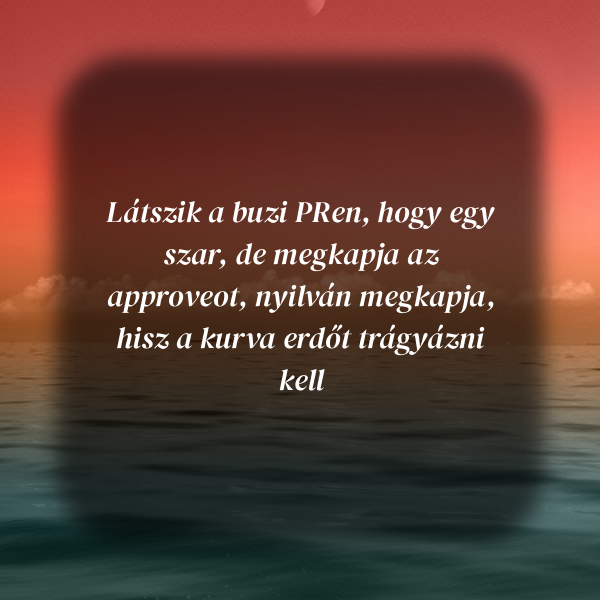 Látszik a buzi PRen, hogy egy
szar, de megkapja az
approveot, nyilván megkapja,
hisz a kurva erdőt trágyázni
kell